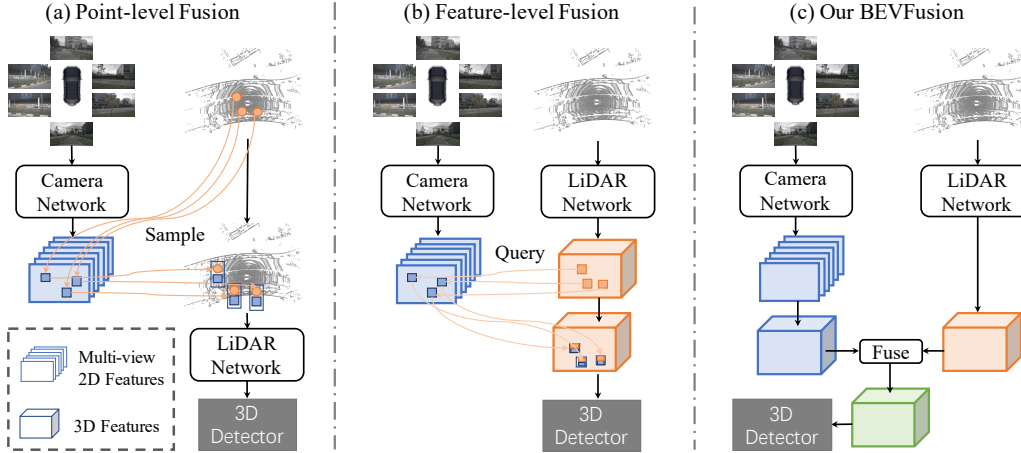 (a) Point-level Fusion
Camera
Network
Sample
LiDAR
Network
3D
Detector
Multi-view
2D Features
3D Features
(b) Feature-level Fusion
Camera
Network
LiDAR
Network
Query
3D
Detector
(c) Our BEVFusion
Camera
Network
LiDAR
Network
Fuse
3D
Detector